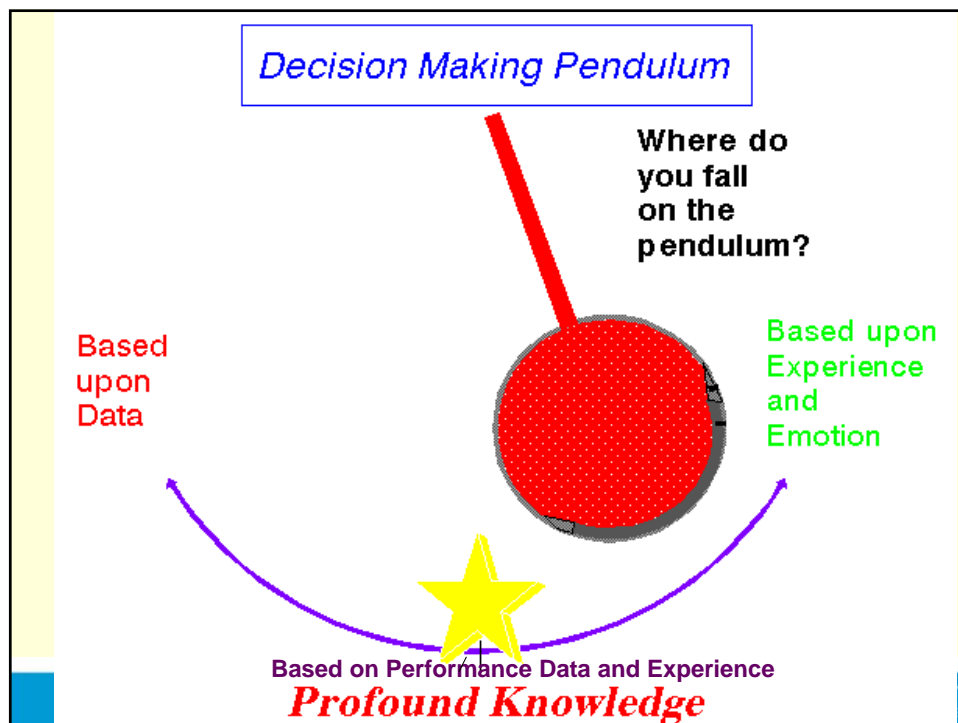 Decision Making Pendulum
Where do
you fall
on the
pendulum?
Based
upon
Data
Based upon
Experience
and
Emotion
Based on Performance Data and Experience
Profound Knowledge